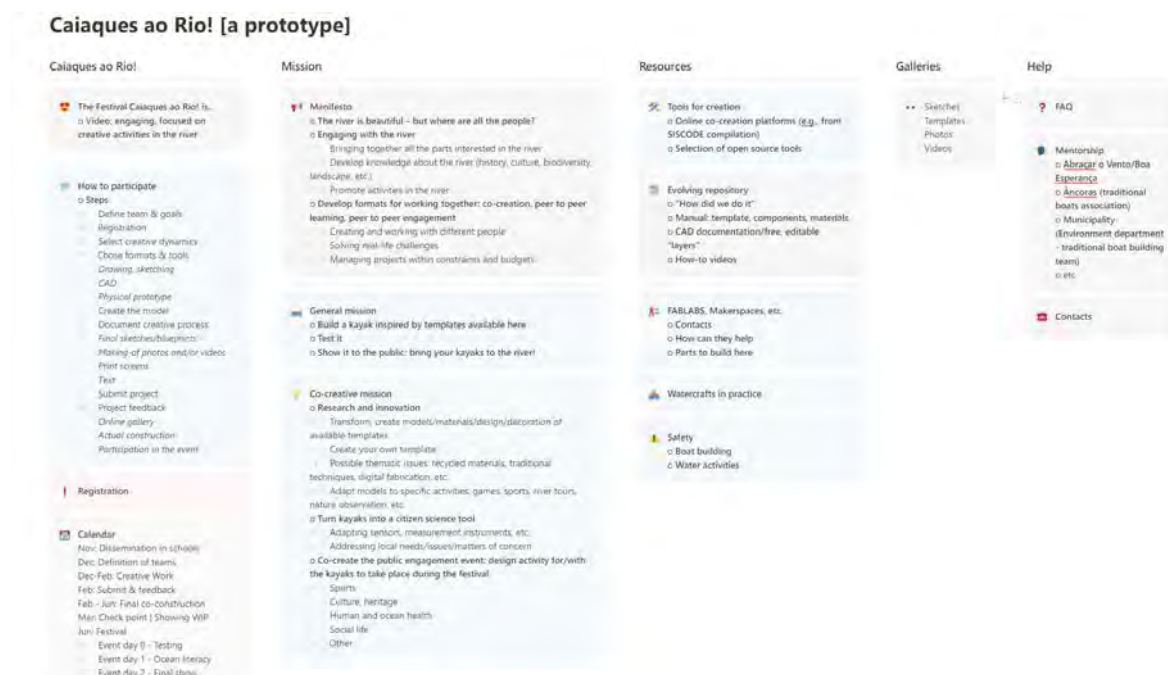 Caiaques ao Rio! [a prototype]
Caiaques ao Rio!
The Festival Caiaques ao Rio! is...
o Video: engaging, focused on
creative activities in the river
How to participate
o Steps
Define team & goals
Registration
Select creative dynamics
Chose formats & tools
Drawing, sketching
CAD
Physical prototype
Create the model
Document creative process
Final sketches/blueprints
Making-of photos and/or videos
Print screens
Text
Submit project
Project feedback
Online gallery
Actual construction
Participation in the event
Registration
Calendar
Nov: Dissemination in schools
Dec: Definition of teams
Dec-Feb: Creative Work
Feb: Submit & feedback
Feb - Jun: Final co-construction
Mar: Check point | Showing WIP
Jun: Festival
Event day 0 - Testing
Event day 1 - Ocean literacy
Event day 2 - Final show
Mission
Manifesto
o The river is beautiful – but where are all the people?
o Engaging with the river
Bringing together all the parts interested in the river
Develop knowledge about the river (history, culture, biodiversity,
landscape, etc.)
Promote activities in the river
o Develop formats for working together: co-creation, peer to peer
learning, peer to peer engagement
Creating and working with different people
Solving real-life challenges
Managing projects within constraints and budgets
General mission
o Build a kayak inspired by templates available here
o Test it
o Show it to the public: bring your kayaks to the river!
Co-creative mission
o Research and innovation
Transform, create models/materials/design/decoration of
available templates
Create your own template
Possible thematic issues: recycled materials, traditional
techniques, digital fabrication, etc.
Adapt models to specific activities: games, sports, river tours,
nature observation, etc.
o Turn kayaks into a citizen science tool
Adapting sensors, measurement instruments, etc.
Addressing local needs/issues/matters of concern
o Co-create the public engagement event: design activity for/with
the kayaks to take place during the festival
Sports
Culture, heritage
Human and ocean health
Social life
Other
Resources
Tools for creation
o Online co-creation platforms (e.g., from
SISCODE compilation)
o Selection of open source tools
Evolving repository
o "How did we do it"
o Manual: template, components, materials
o CAD documentation/free, editable
"layers"
o How-to videos
FABLABS, Makerspaces, etc.
o Contacts
o How can they help
o Parts to build here
Watercrafts in practice
Safety
o Boat building
o Water activities
Galleries
Sketches
Templates
Photos
Videos
Help
FAQ
Mentorship
o Abraçar o Vento/Boa
Esperança
o Âncoras (traditional
boats association)
o Municipality
(Environment department
- traditional boat building
team)
o etc
Contacts